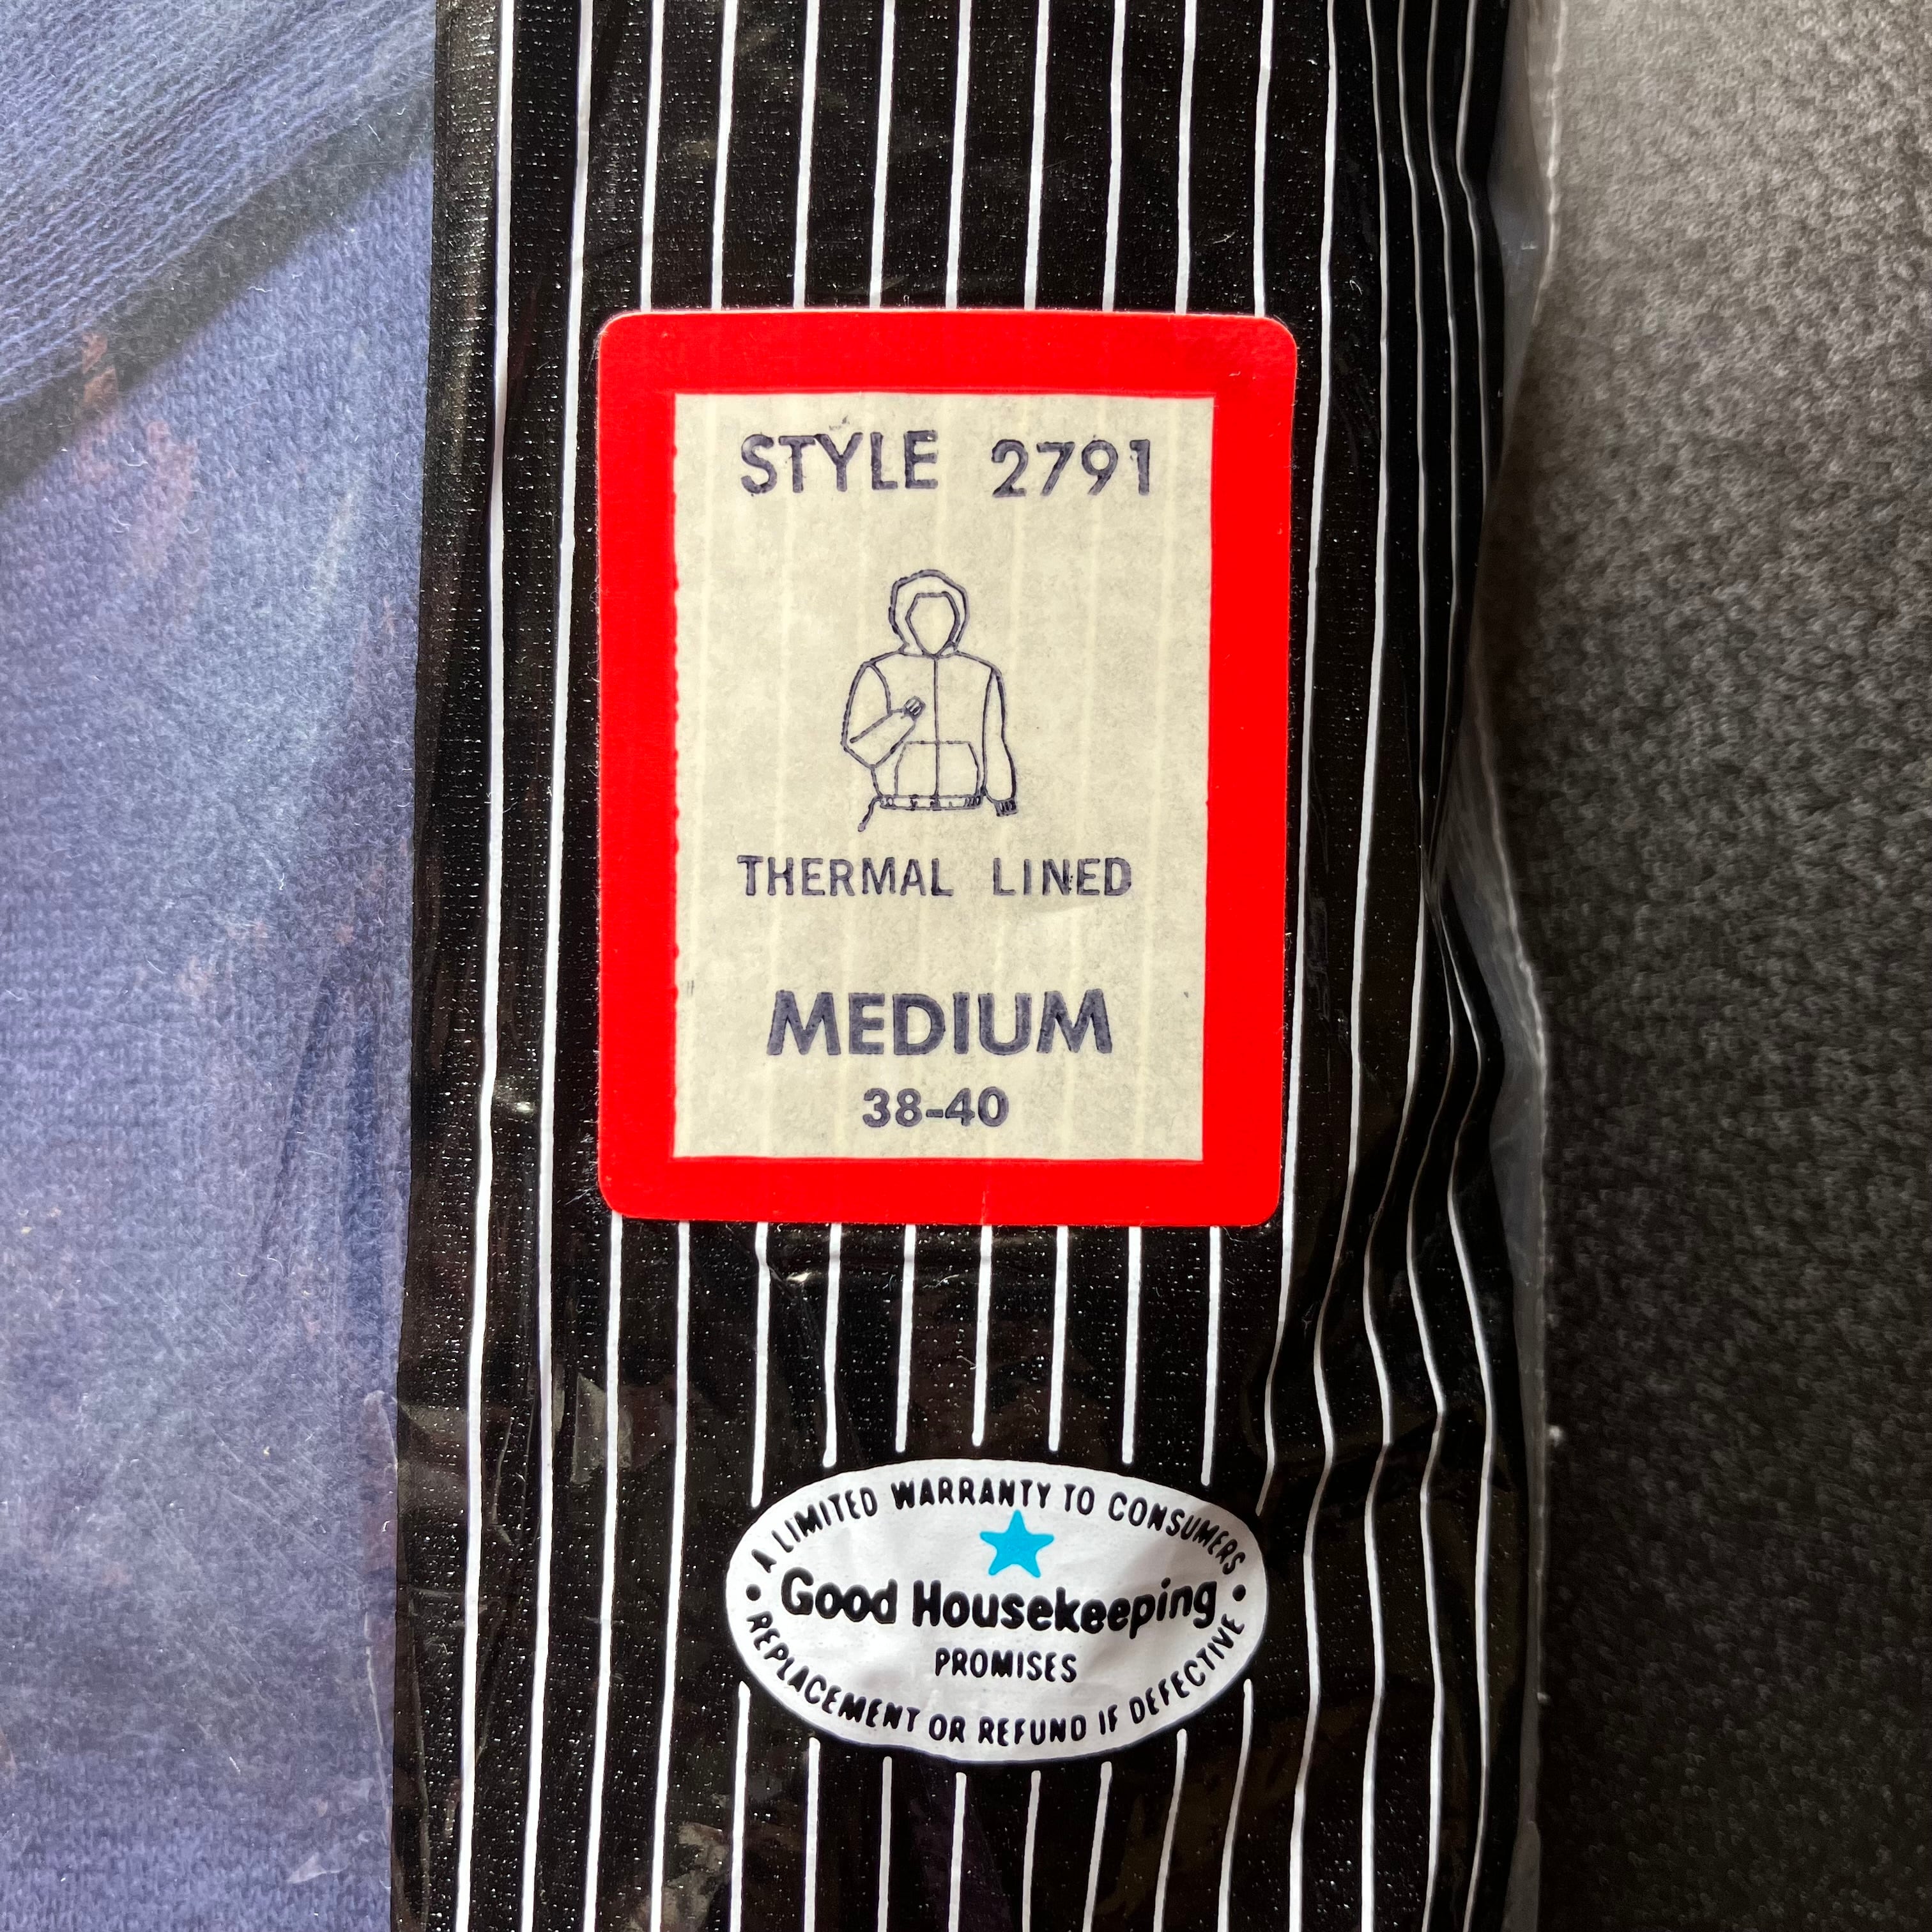 STYLE 2791
THERMAL LINED
MEDIUM
38-40
A LIMITED WARRANTY TO CONSUMERS
Good Housekeeping
PROMISES
• REPLACEMENT OR REFUND IF DEFECTIVE •